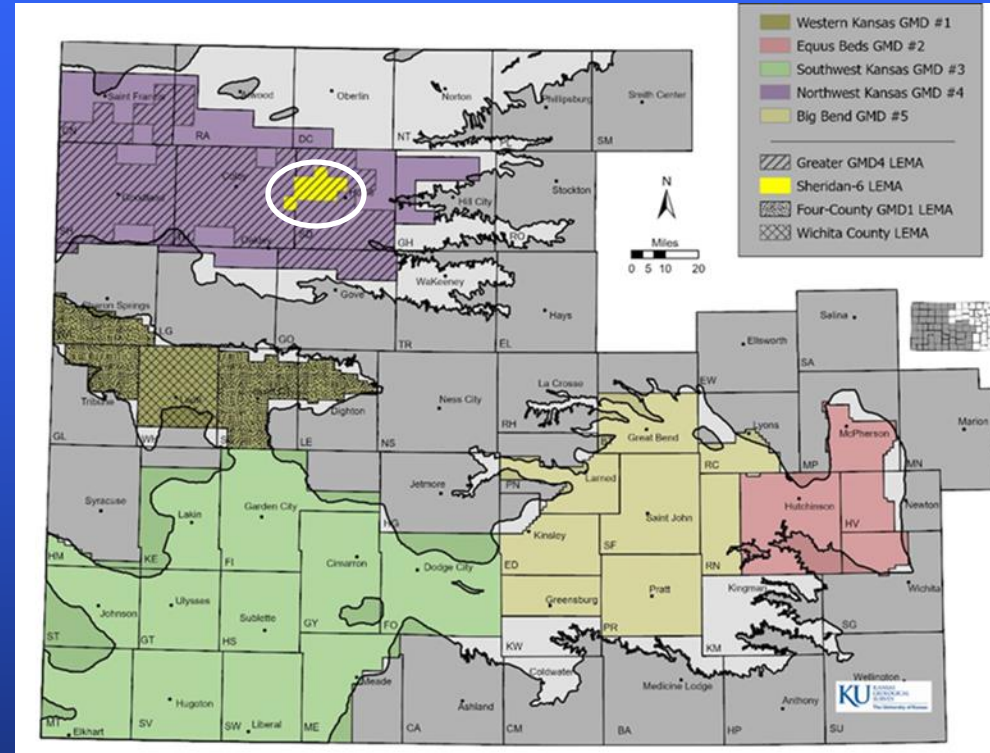 Western Kansas GMD #1
Equus Beds GMD #2
Southwest Kansas GMD #3
Northwest Kansas GMD #4
Big Bend GMD #5
Greater GMD4 LEMA
Sheridan-6 LEMA
Four-County GMD1 LEMA
Wichita County LEMA
N
Miles
0 5 10 20
Saint Francis
Oberlin
Norton
Phillipsburg
Smith Center
RA
DC
NT
SM
Goodland
Colby
Hill City
Stockton
GH
RO
Oakley
Gove
WaKeeney
Hays
Sharon Springs
LG
GO
TR
EL
Ellsworth
Salina
SA
EW
Tribune
Dighton
Ness City
La Crosse
Great Bend
Lyons
McPherson
Marion
GL
LE
NS
RH
RC
MP
MN
Syracuse
Lakin
Garden City
Jetmore
PN
Larned
Saint John
Hutchinson
Newton
HM
KE
FI
HG
Kinsley
ED
SF
RN
HV
Cimarron
Dodge City
Johnson
Ulysses
Sublette
Greensburg
Pratt
Kingman
Wichita
ST
GT
HS
GY
FO
KW
PR
KM
SG
Meade
Coldwater
Medicine Lodge
Wellington
Hugoton
Ashland
Anthony
MT
Elkhart
SV
SW
Liberal
ME
CA
CM
BA
HP
SU
KU
KANSAS
GEOLOGICAL
SURVEY
The University of Kansas